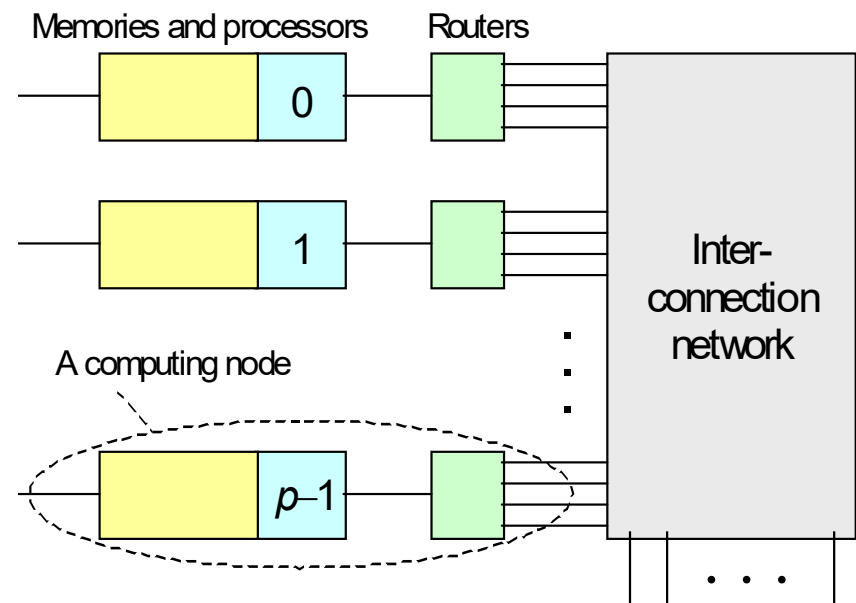 Memories and processors
Routers
0
1
Inter-
connection
network
A computing node
p–1